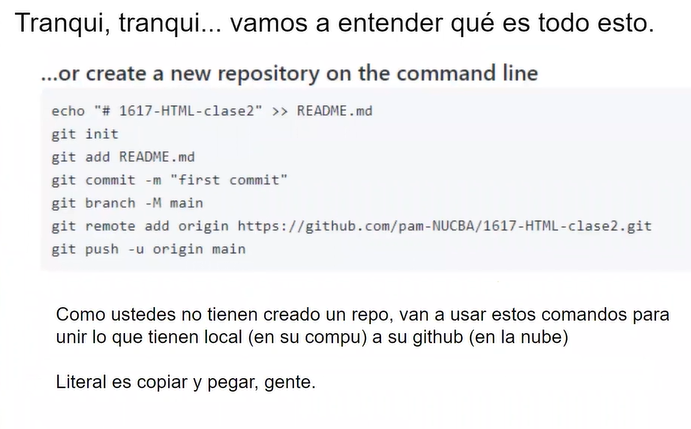 Tranqui, tranqui... vamos a entender qué es todo esto.
...or create a new repository on the command line
echo "# 1617-HTML-clase2" >> README.md
git init
git add README.md
git commit -m "first commit"
git branch -M main
git remote add origin https://github.com/pam-NUCBA/1617-HTML-clase2.git
git push -u origin main
Como ustedes no tienen creado un repo, van a usar estos comandos para
unir lo que tienen local (en su compu) a su github (en la nube)
Literal es copiar y pegar, gente.